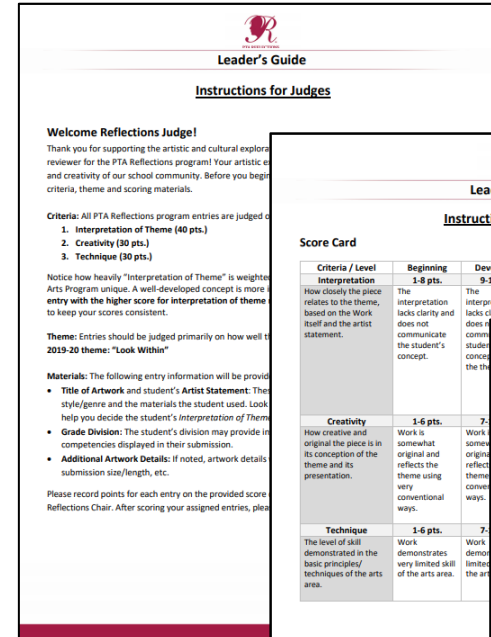 R
PTA REFLECTIONS
Leader's Guide
Instructions for Judges
Welcome Reflections Judge!
Thank you for supporting the artistic and cultural explora
reviewer for the PTA Reflections program! Your artistic e
and creativity of our school community. Before you begin
criteria, theme and scoring materials.
Criteria: All PTA Reflections program entries are judged o
1. Interpretation of Theme (40 pts.)
2. Creativity (30 pts.)
3. Technique (30 pts.)
Notice how heavily "Interpretation of Theme" is weighte
Arts Program unique. A well-developed concept is more i
entry with the higher score for interpretation of theme
to keep your scores consistent.
Theme: Entries should be judged primarily on how well th
2019-20 theme: "Look Within"
Materials: The following entry information will be provid
• Title of Artwork and student's Artist Statement: Thes
style/genre and the materials the student used. Look
help you decide the student's Interpretation of Them
• Grade Division: The student's division may provide in
competencies displayed in their submission.
• Additional Artwork Details: If noted, artwork details
submission size/length, etc.
Please record points for each entry on the provided score
Reflections Chair. After scoring your assigned entries, plea
Lea
Instructi
Score Card
Criteria / Level Beginning Dev
Interpretation 1-8 pts. 9-1
How closely the piece The The
relates to the theme, interpretation interpr
based on the Work lacks clarity and lacks cl
itself and the artist does not does n
statement. communicate commu
the student's studen
concept. concep
the the
Creativity 1-6 pts. 7-
How creative and Work is Work i
original the piece is in somewhat somew
its conception of the original and origina
theme and its reflects the reflect
presentation. theme using theme
very conver
conventional ways.
ways.
Technique 1-6 pts. 7-
The level of skill Work Work
demonstrated in the demonstrates demon
basic principles/ very limited skill limited
techniques of the arts of the arts area. the art
area.